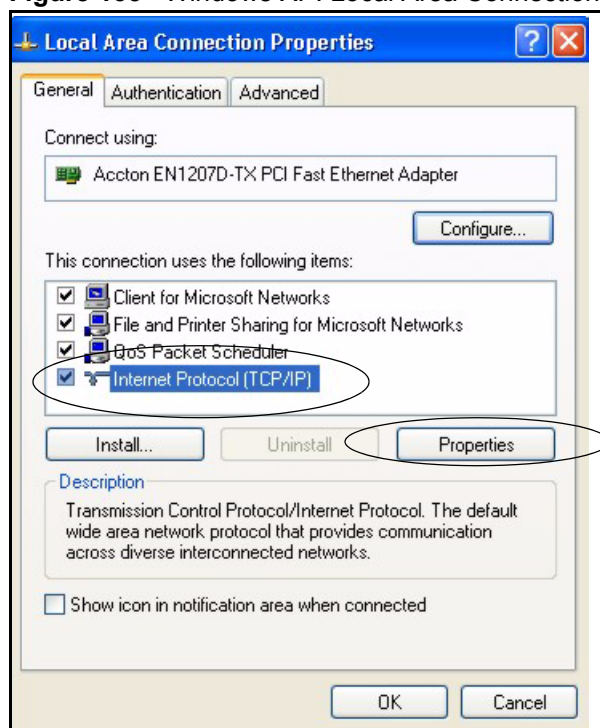 Local Area Connection Properties
General Authentication Advanced
Connect using:
Accton EN1207D-TX PCI Fast Ethernet Adapter
Configure...
This connection uses the following items:
Client for Microsoft Networks
File and Printer Sharing for Microsoft Networks
QoS Packet Scheduler
Internet Protocol (TCP/IP)
Install... Uninstall Properties
Description
Transmission Control Protocol/Internet Protocol. The default
wide area network protocol that provides communication
across diverse interconnected networks.
Show icon in notification area when connected
OK Cancel